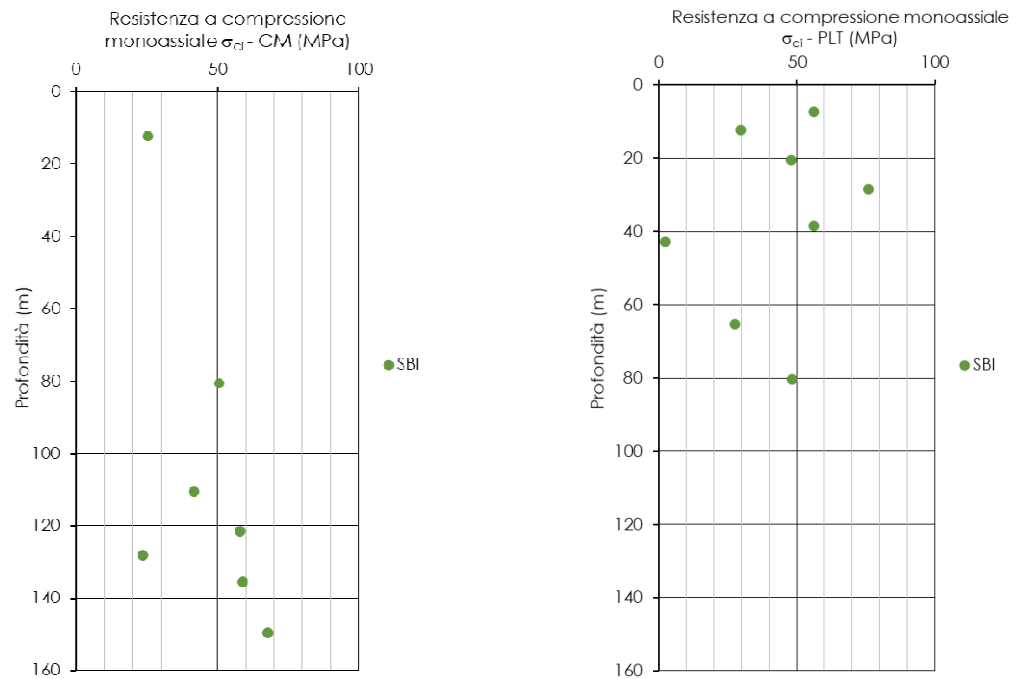 Resistenza a compressione
monoassiale σci - CM (MPa)
0 50 100
0
20
40
60
80
100
120
140
160
Profondità (m)
SBI
Resistenza a compressione monoassiale
σci - PLT (MPa)
0 50 100
0
20
40
60
80
100
120
140
160
Profondità (m)
SBI